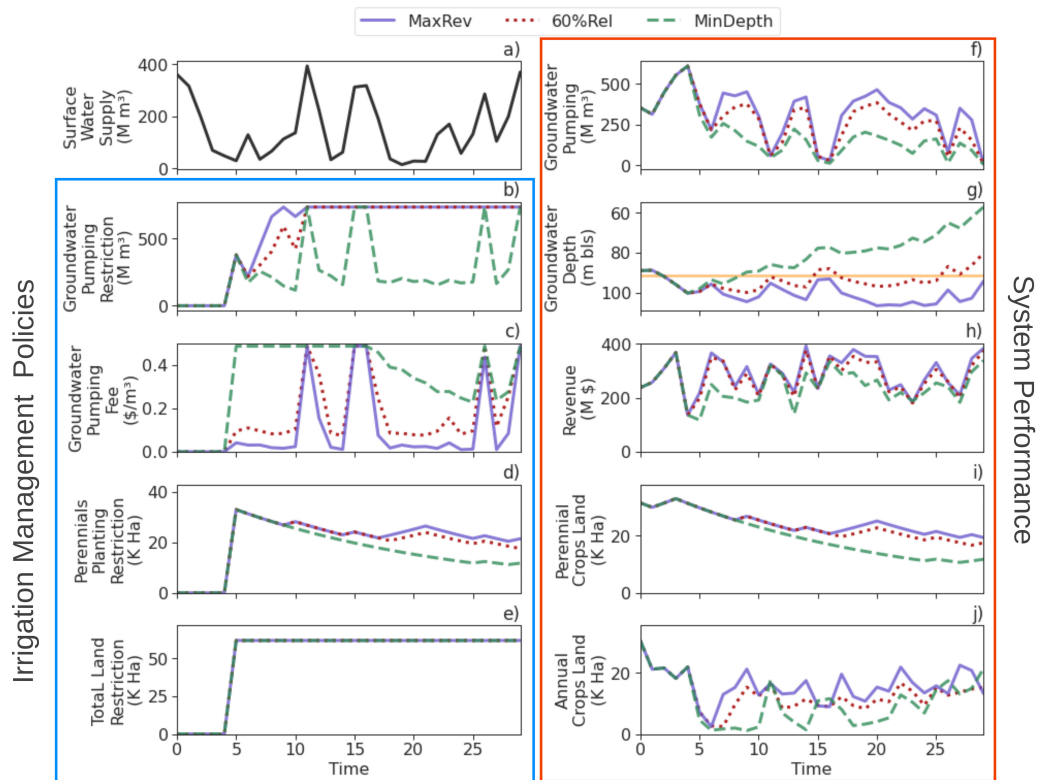 MaxRev 60%Rel MinDepth
Irrigation Management Policies
a)
Surface
Water
Supply
(M m³)
400
200
0
b)
Groundwater
Pumping
Restriction
(M m³)
500
0
c)
Groundwater
Pumping
Fee
($/m³)
0.4
0.2
0.0
d)
Perennials
Planting
Restriction
(K Ha)
40
20
0
e)
TotaL Land
Restriction
(K Ha)
50
25
0
0 5 10 15 20 25
Time
f)
Groundwater
Pumping
(M m³)
500
250
0
g)
Groundwater
Depth
(m bls)
60
80
100
h)
Revenue
(M $)
400
200
0
i)
Perennial
Crops Land
(K Ha)
20
0
j)
Annual
Crops Land
(K Ha)
20
0
0 5 10 15 20 25
Time
System Performance